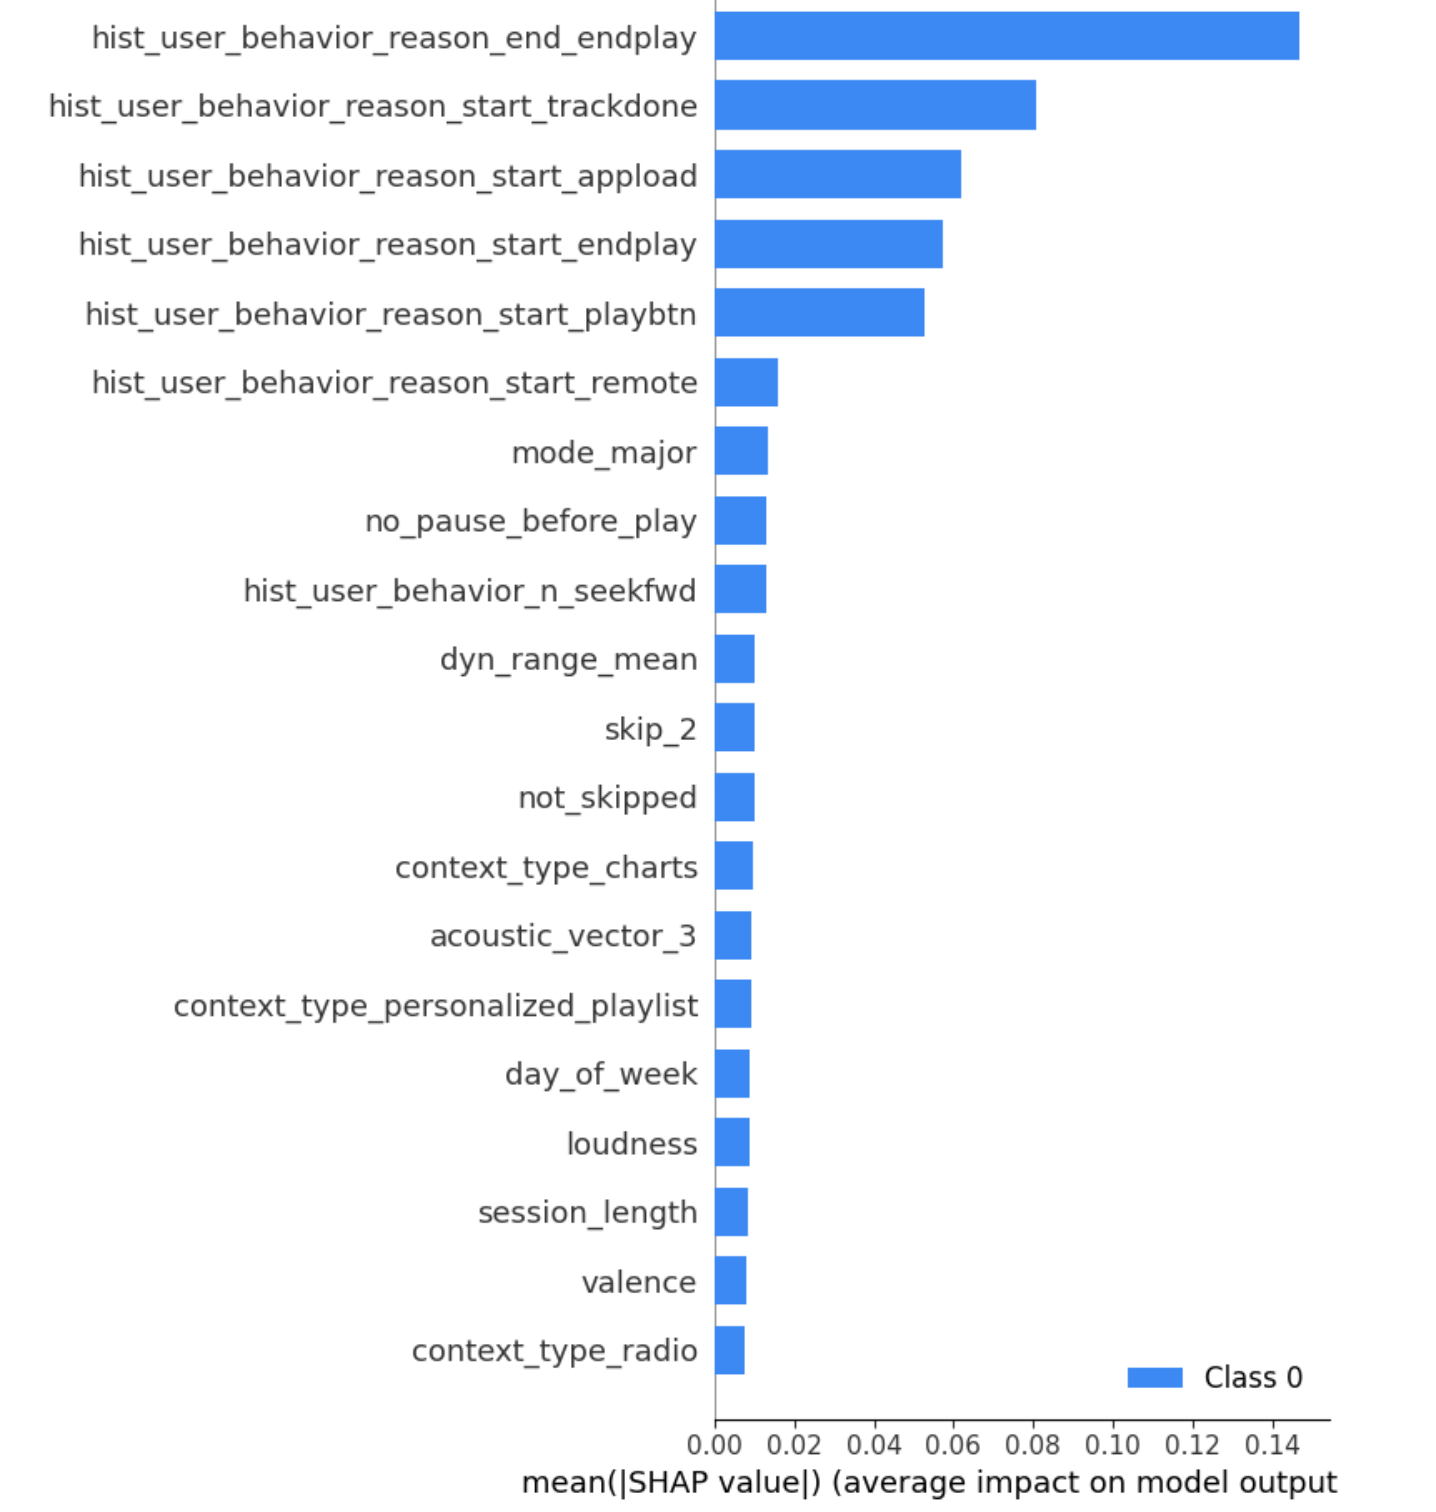 hist_user_behavior_reason_end_endplay
hist_user_behavior_reason_start_trackdone
hist_user_behavior_reason_start_appload
hist_user_behavior_reason_start_endplay
hist_user_behavior_reason_start_playbtn
hist_user_behavior_reason_start_remote
mode_major
no_pause_before_play
hist_user_behavior_n_seekfwd
dyn_range_mean
skip_2
not_skipped
context_type_charts
acoustic_vector_3
context_type_personalized_playlist
day_of_week
loudness
session_length
valence
context_type_radio
Class 0
0.00 0.02 0.04 0.06 0.08 0.10 0.12 0.14
mean(|SHAP value|) (average impact on model output